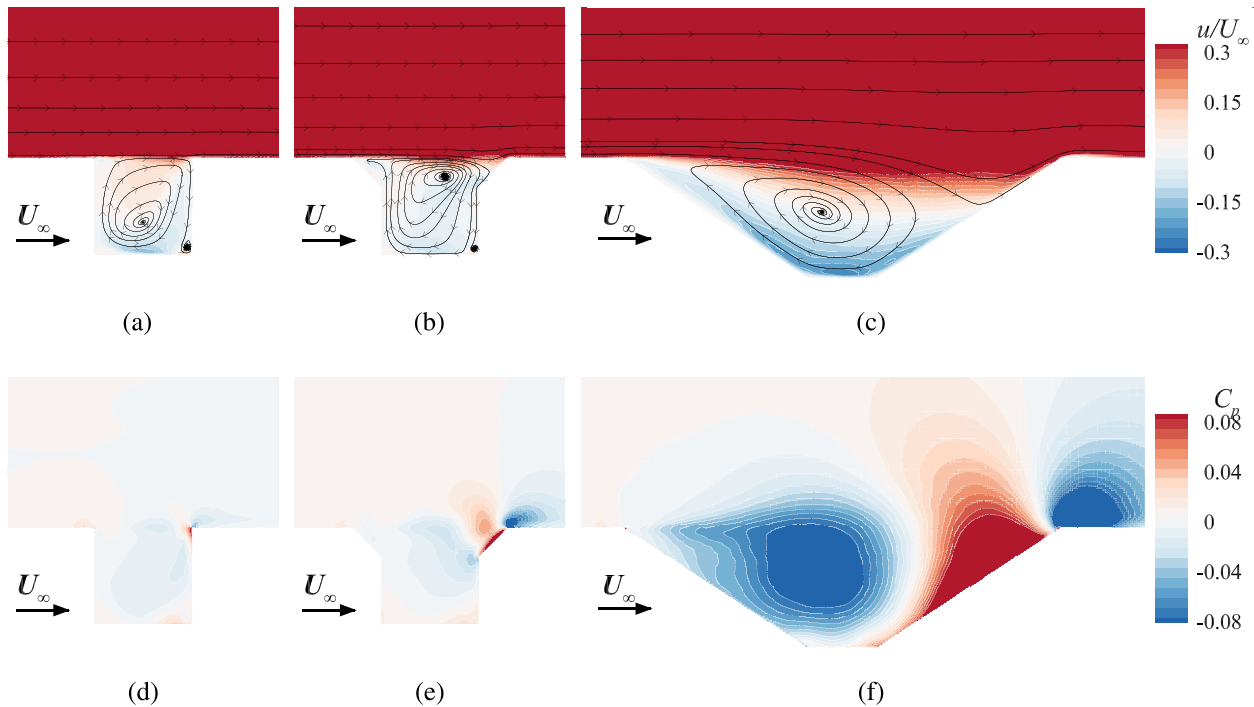 u/U∞
0.3
0.15
0
-0.15
-0.3
U∞
U∞
U∞
(a)
(b)
(c)
Cp
0.08
0.04
0
-0.04
-0.08
U∞
U∞
U∞
(d)
(e)
(f)